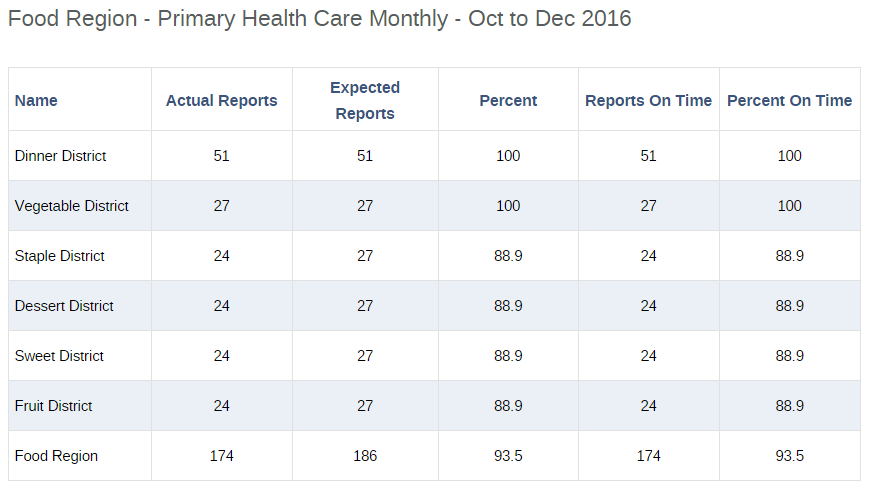 Food Region - Primary Health Care Monthly - Oct to Dec 2016
Name Actual Reports Expected Reports Percent Reports On Time Percent On Time
Dinner District 51 51 100 51 100
Vegetable District 27 27 100 27 100
Staple District 24 27 88.9 24 88.9
Dessert District 24 27 88.9 24 88.9
Sweet District 24 27 88.9 24 88.9
Fruit District 24 27 88.9 24 88.9
Food Region 174 186 93.5 174 93.5